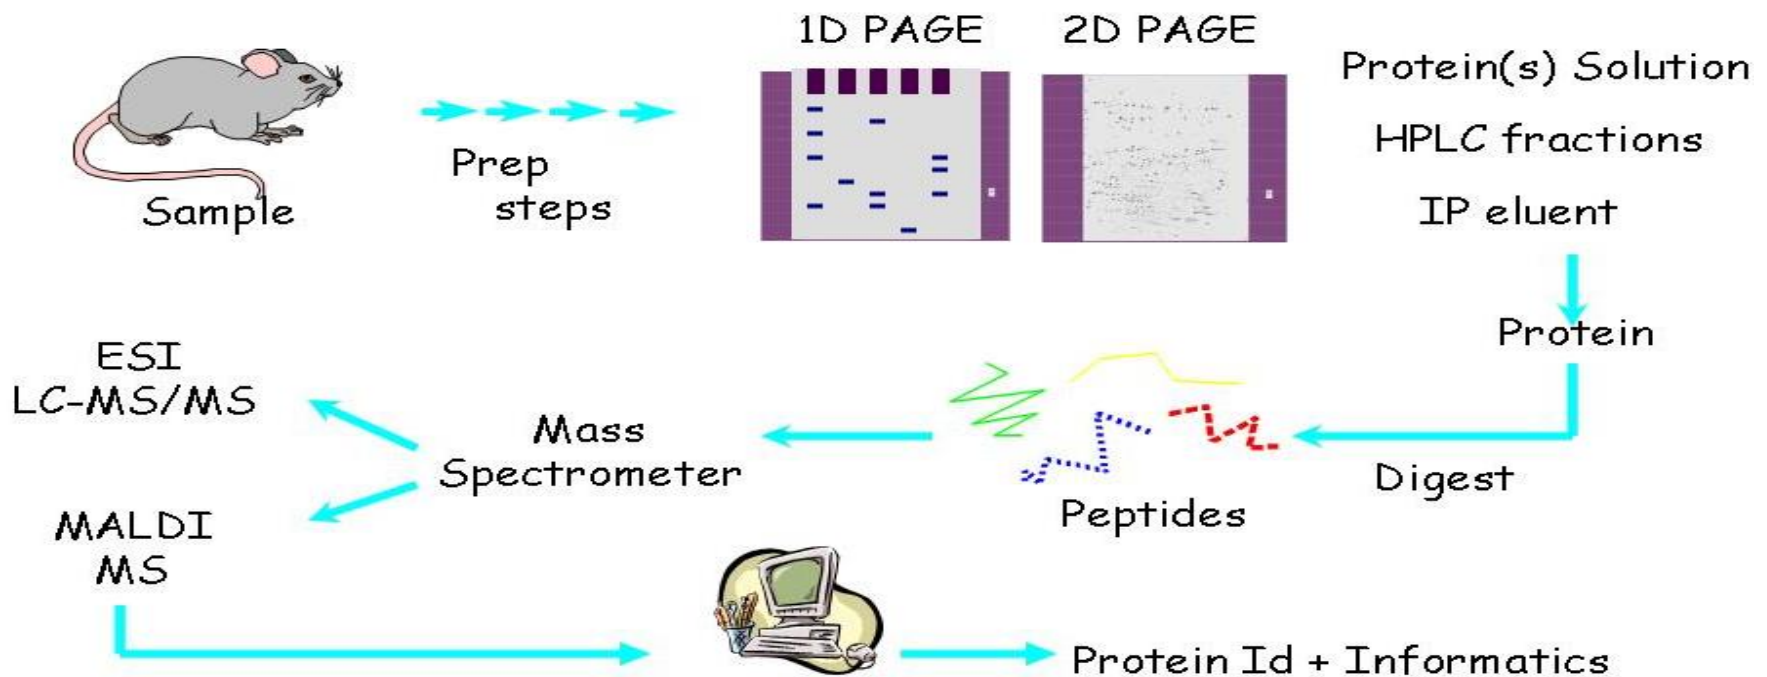 1D PAGE
2D PAGE
Protein(s) Solution
HPLC fractions
IP eluent
Prep
steps
Sample
Protein
ESI
LC-MS/MS
Mass
Spectrometer
Digest
Peptides
MALDI
MS
Protein Id + Informatics